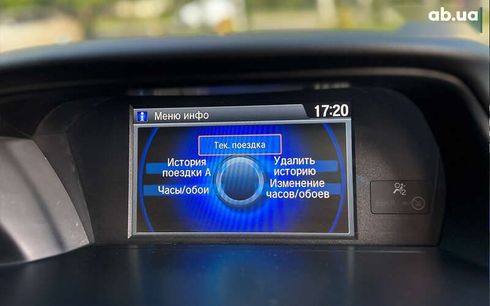 ab.ua
Меню инфо
17:20
Тек. поездка
История поездки А
Удалить историю
Часы/обои
Изменение часов/обоев